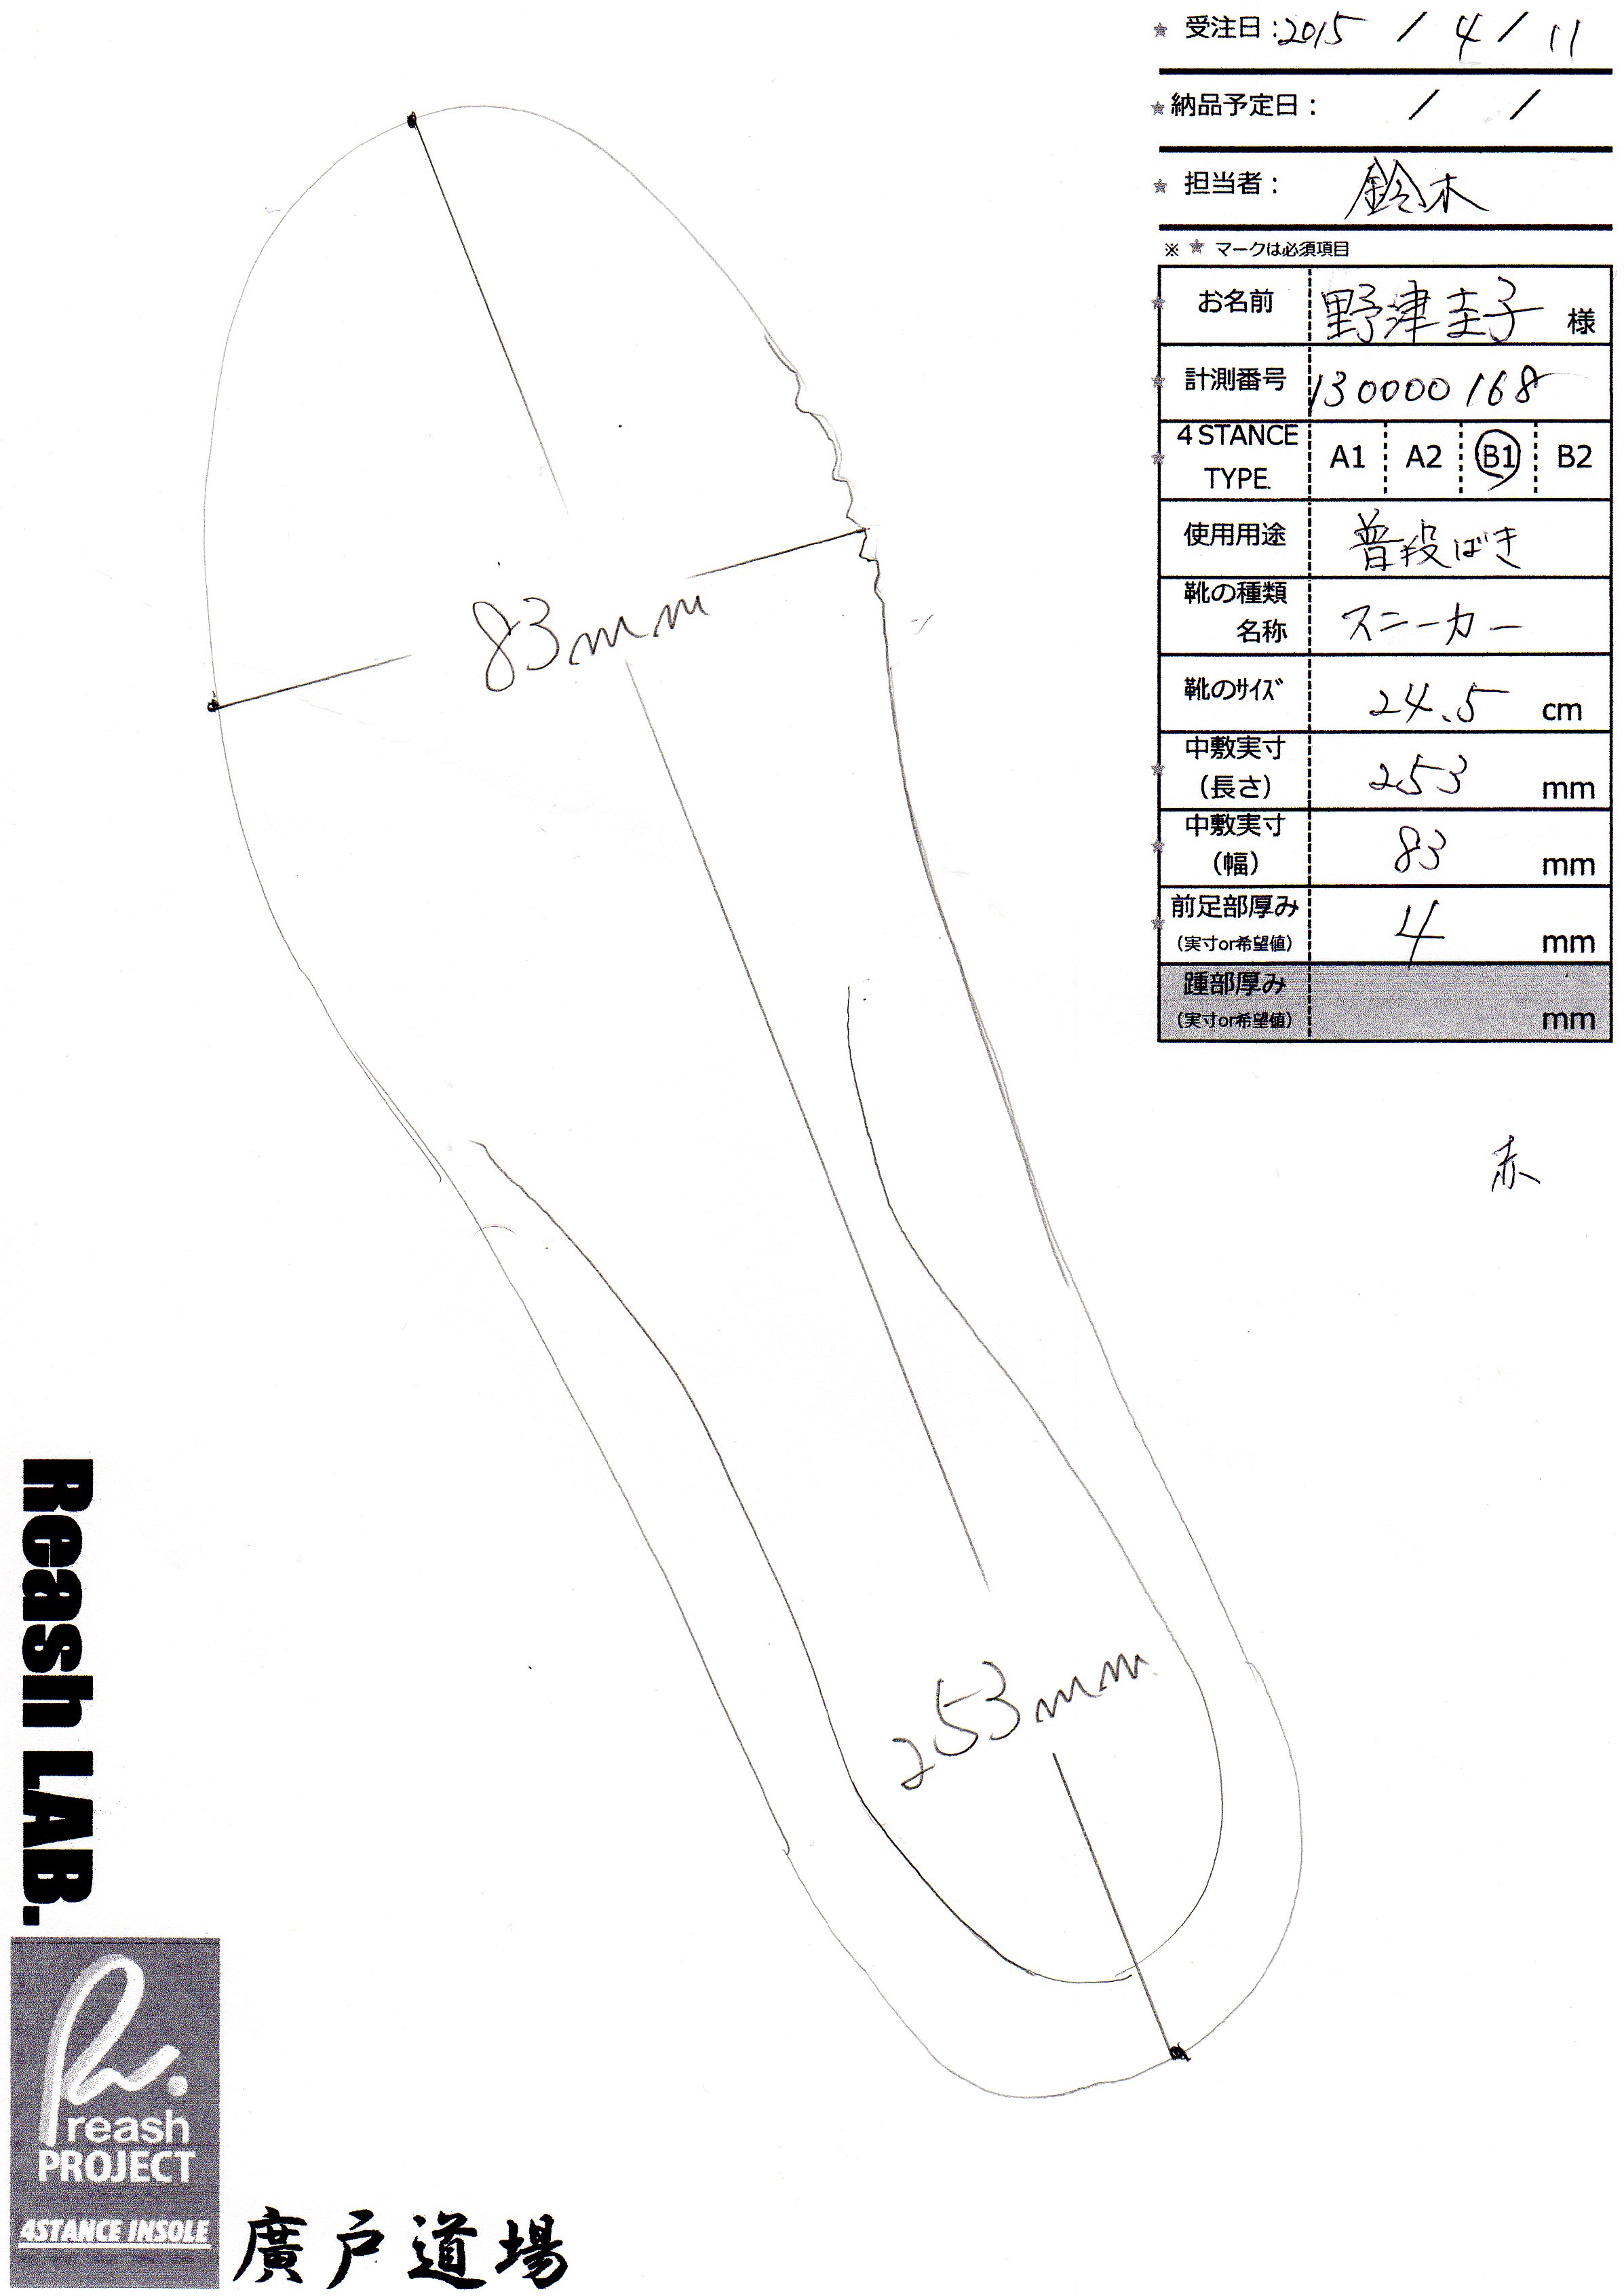 ★ 受注日:2015 / 4 / 11
★ 納品予定日: / /
★ 担当者: 鈴木
※ ★ マークは必須項目
★ お名前 野津圭子 様
★ 計測番号 130000168
★ 4 STANCE TYPE. A1 A2 B1 B2
使用用途 普段ばき
靴の種類
名称 スニーカー
靴のサイズ 24.5 cm
★ 中敷実寸
(長さ) 253 mm
★ 中敷実寸
(幅) 83 mm
★ 前足部厚み
(実寸or希望値) 4 mm
踵部厚み
(実寸or希望値) mm
赤
83mm
253mm
Reash LAB.
Rw.
reash
PROJECT
4STANCE INSOLE
廣戸道場